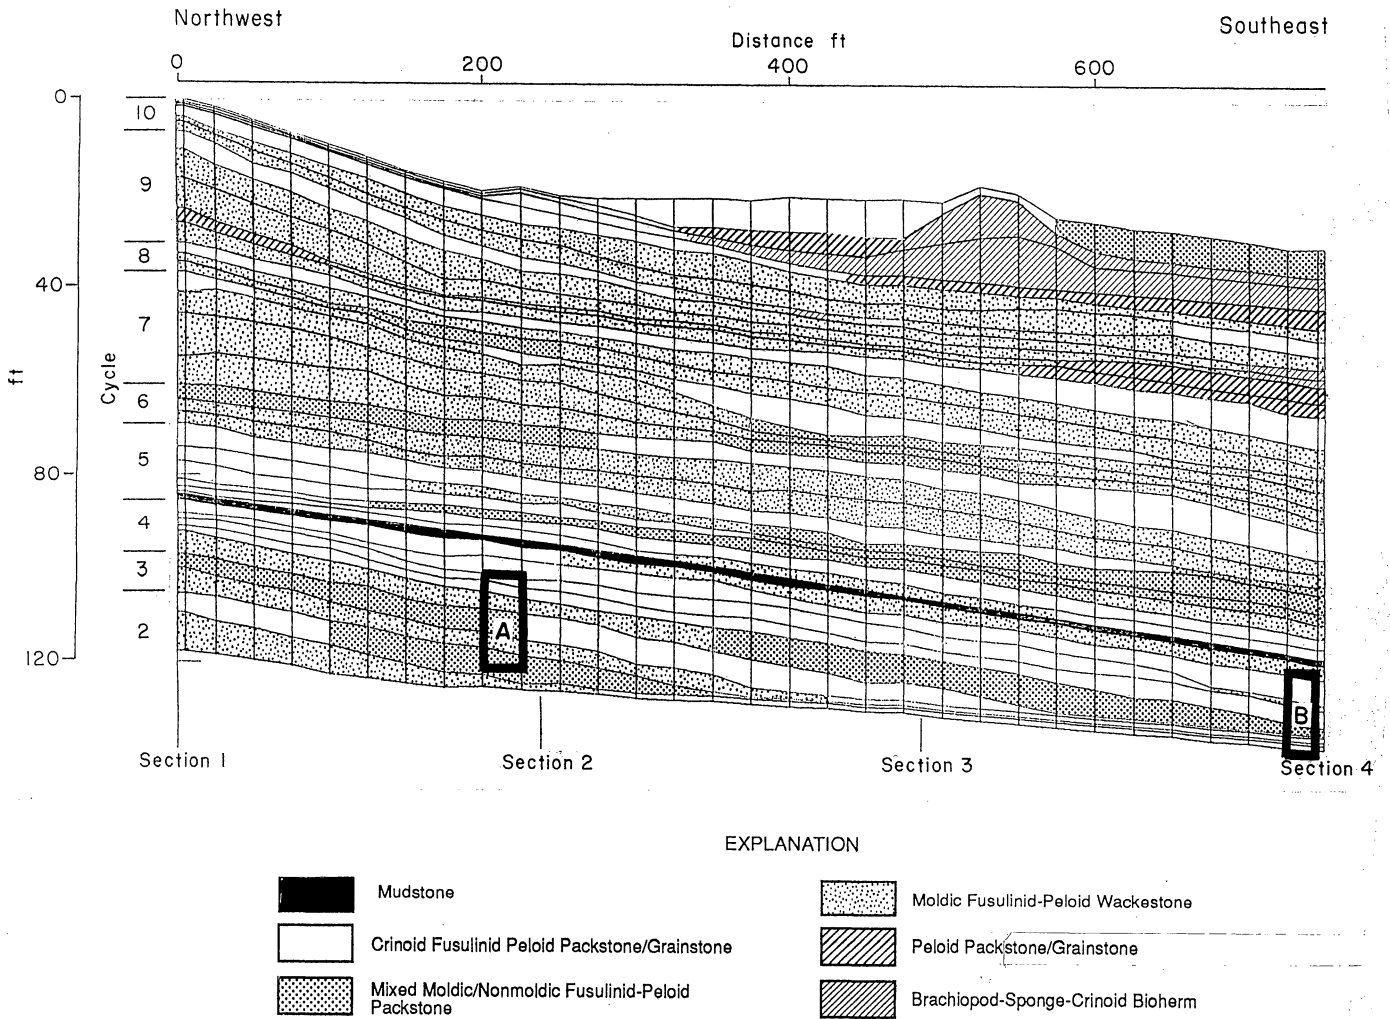 Northwest
Southeast
Distance ft
0
200
400
600
0
40
80
120
ft
Cycle
10
9
8
7
6
5
4
3
2
A
B
Section 1
Section 2
Section 3
Section 4
EXPLANATION
Mudstone
Crinoid Fusulinid Peloid Packstone/Grainstone
Mixed Moldic/Nonmoldic Fusulinid-Peloid
Packstone
Moldic Fusulinid-Peloid Wackestone
Peloid Packstone/Grainstone
Brachiopod-Sponge-Crinoid Bioherm